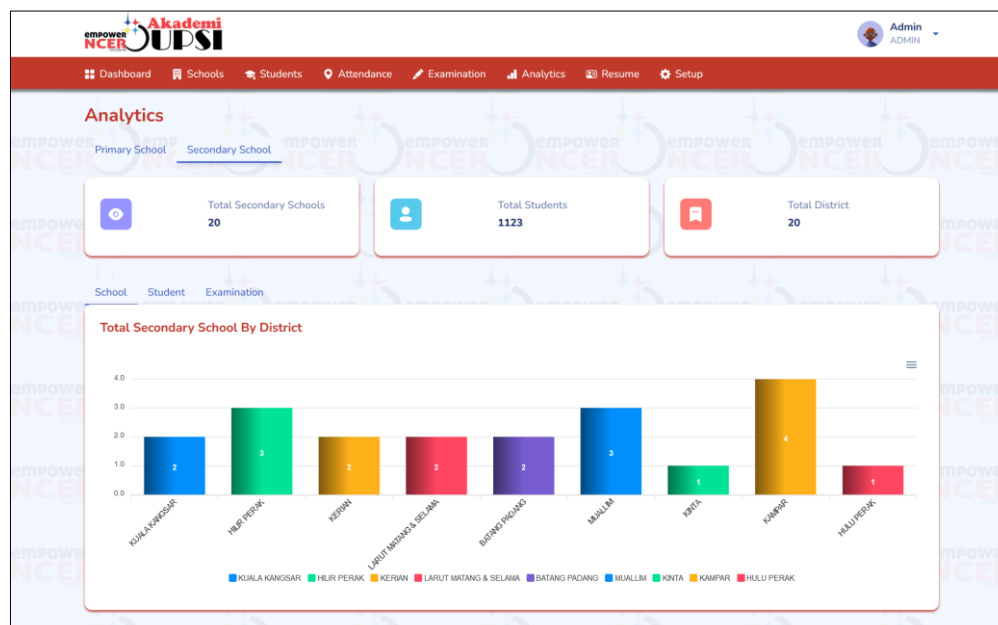 empower
NCER
Akademi
UPSI
Admin
ADMIN
Dashboard Schools Students Attendance Examination Analytics Resume Setup
Analytics
Primary School Secondary School
Total Secondary Schools
20
Total Students
1123
Total District
20
School Student Examination
Total Secondary School By District
4.0
3.0
2.0
1.0
0.0
2 3 2 2 2 3 1 4 1
KUALA KANGSAR
HILIR PERAK
KERIAN
LARUT MATANG & SELAMA
BATANG PADANG
MUALLIM
KINTA
KAMPAR
HULU PERAK
KUALA KANGSAR HILIR PERAK KERIAN LARUT MATANG & SELAMA BATANG PADANG MUALLIM KINTA KAMPAR HULU PERAK